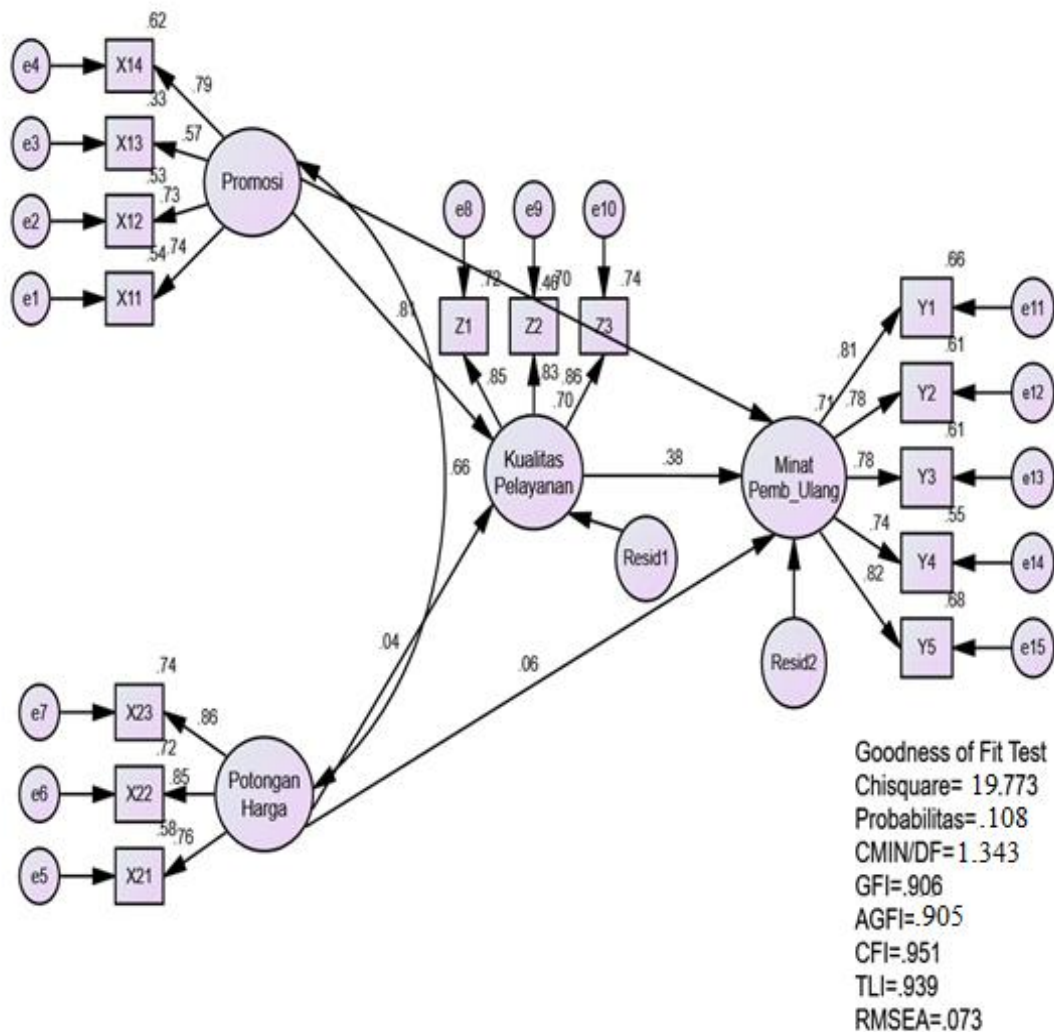 .62
e4
X14
.79
.33
e3
X13
.57
.53
Promosi
e2
X12
.73
.54
.74
e1
X11
e8
e9
e10
.72
.46
.70
.74
Z1
Z2
Z3
.81
.85
.83
.86
.70
.66
Kualitas
Pelayanan
.38
Resid1
.66
Y1
e11
.81
.61
.71
.78
Y2
e12
.61
Minat
Pemb_Ulang
.78
Y3
e13
.55
.74
Y4
e14
.82
.68
Y5
e15
Resid2
.04
.06
.74
e7
X23
.86
.72
Potongan
Harga
e6
X22
.85
.58
.76
e5
X21
Goodness of Fit Test
Chisquare= 19.773
Probabilitas=.108
CMIN/DF=1.343
GFI=.906
AGFI=.905
CFI=.951
TLI=.939
RMSEA=.073